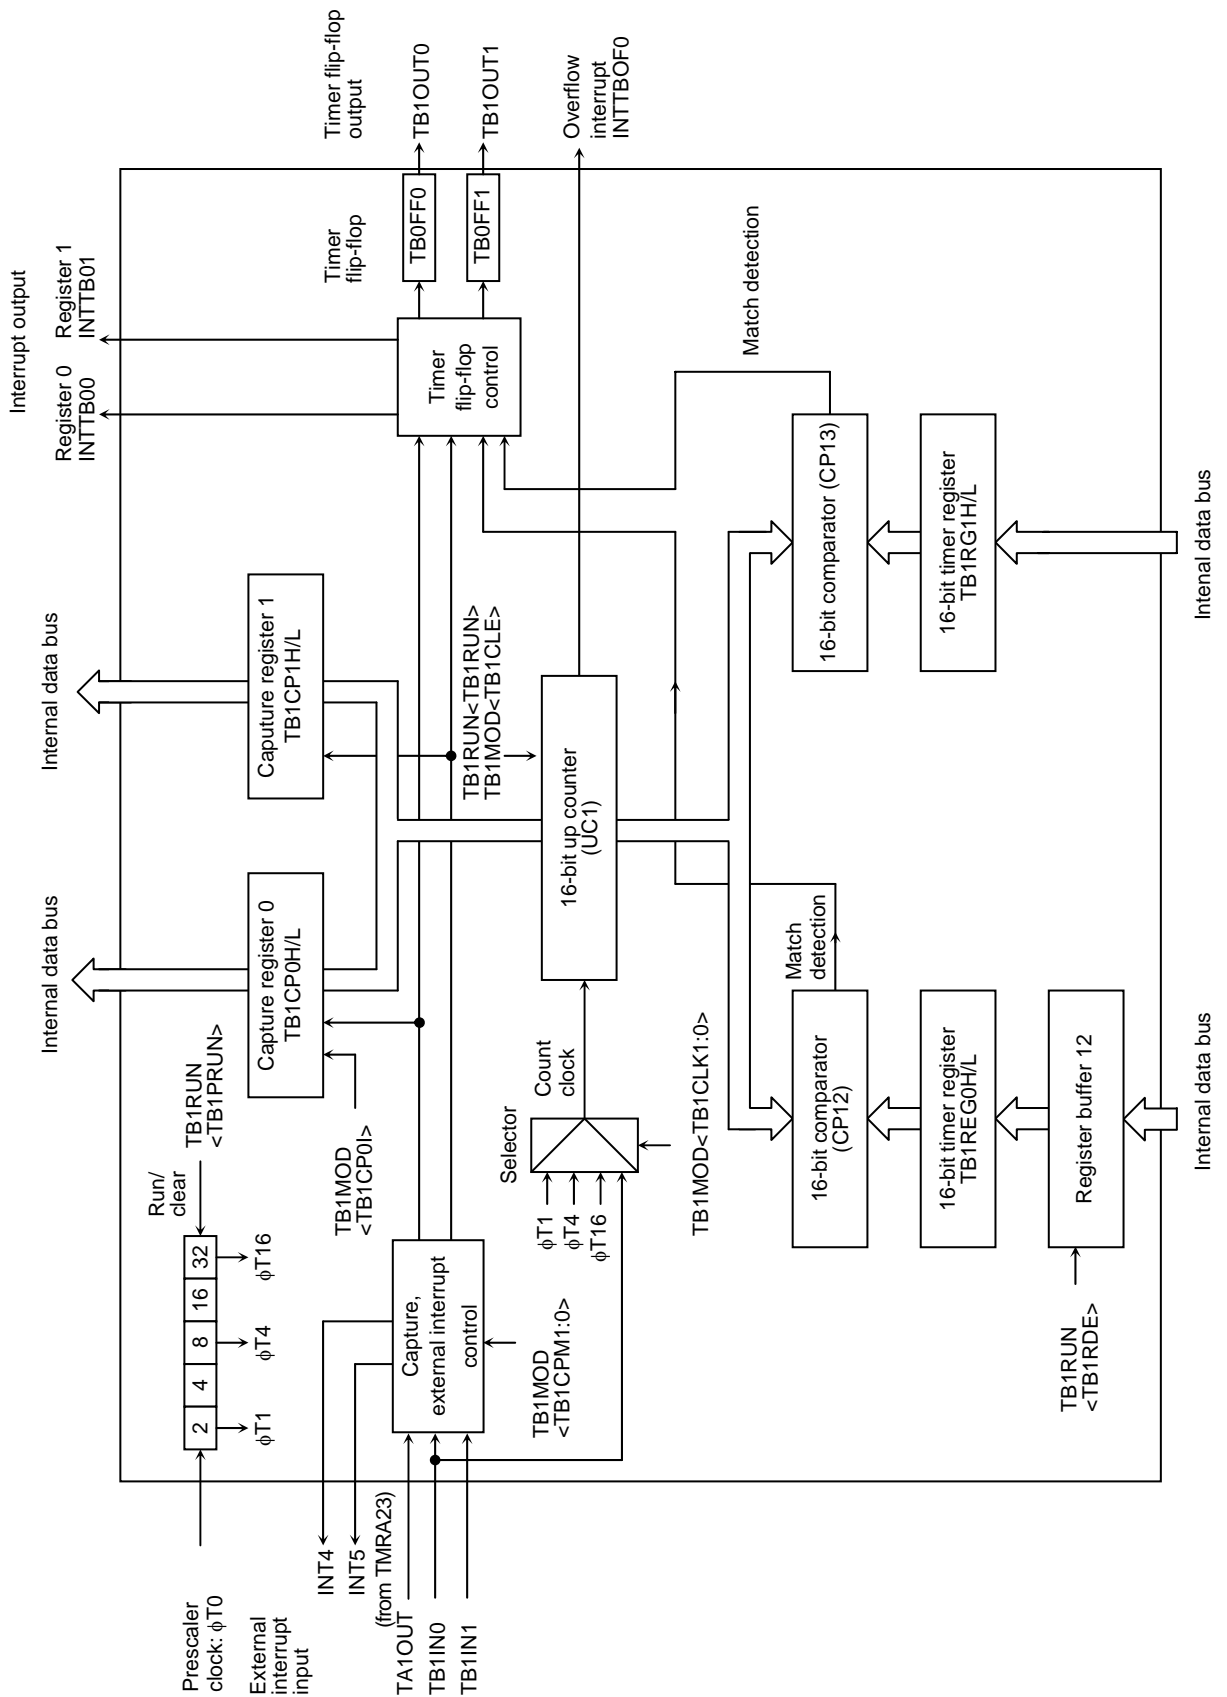 Interrupt output
Register 0
INTTB00
Register 1
INTTB01
Internal data bus
Internal data bus
Timer flip-flop
output
Timer
flip-flop
TB0FF0
TB1OUT0
TB0FF1
TB1OUT1
Timer
flip-flop
control
Overflow
interrupt
INTTBOF0
Prescaler
clock: ϕT0
2
4
8
16
32
Run/
clear
TB1RUN
<TB1PRUN>
ϕT1
ϕT4
ϕT16
External
interrupt
input
INT4
INT5
(from TMRA23)
TA1OUT
TB1IN0
TB1IN1
Capture,
external interrupt
control
TB1MOD
<TB1CPM1:0>
TB1MOD
<TB1CP0I>
Capture register 0
TB1CP0H/L
Caputure register 1
TB1CP1H/L
TB1RUN<TB1RUN>
TB1MOD<TB1CLE>
Selector
ϕT1
ϕT4
ϕT16
Count
clock
TB1MOD<TB1CLK1:0>
16-bit up counter
(UC1)
Match
detection
Match detection
16-bit comparator
(CP12)
16-bit comparator (CP13)
16-bit timer register
TB1REG0H/L
16-bit timer register
TB1RG1H/L
Register buffer 12
TB1RUN
<TB1RDE>
Internal data bus
Intenal data bus